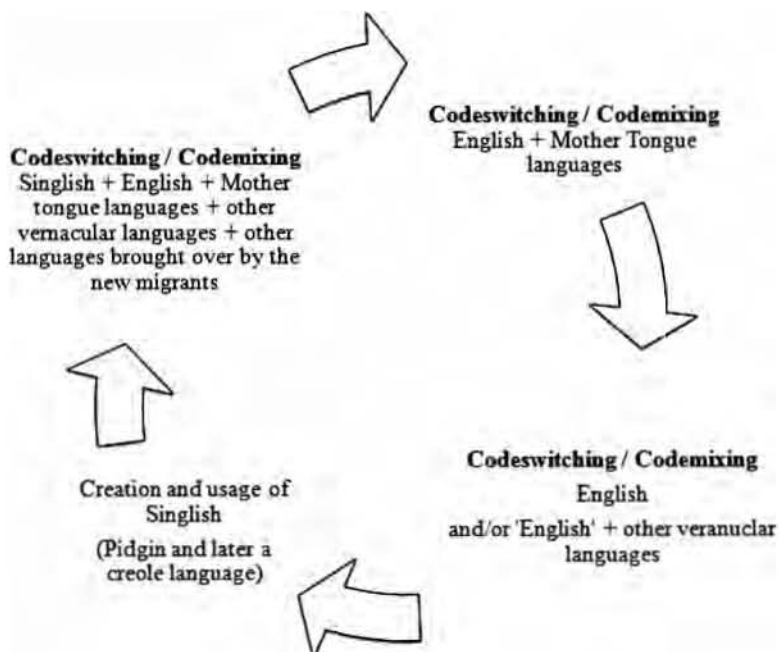 Codeswitching / Codemixing
Singlish + English + Mother
tongue languages + other
vernacular languages + other
languages brought over by the
new migrants
Codeswitching / Codemixing
English + Mother Tongue
languages
Codeswitching / Codemixing
English
and/or 'English' + other veranuclar
languages
Creation and usage of
Singlish
(Pidgin and later a
creole language)